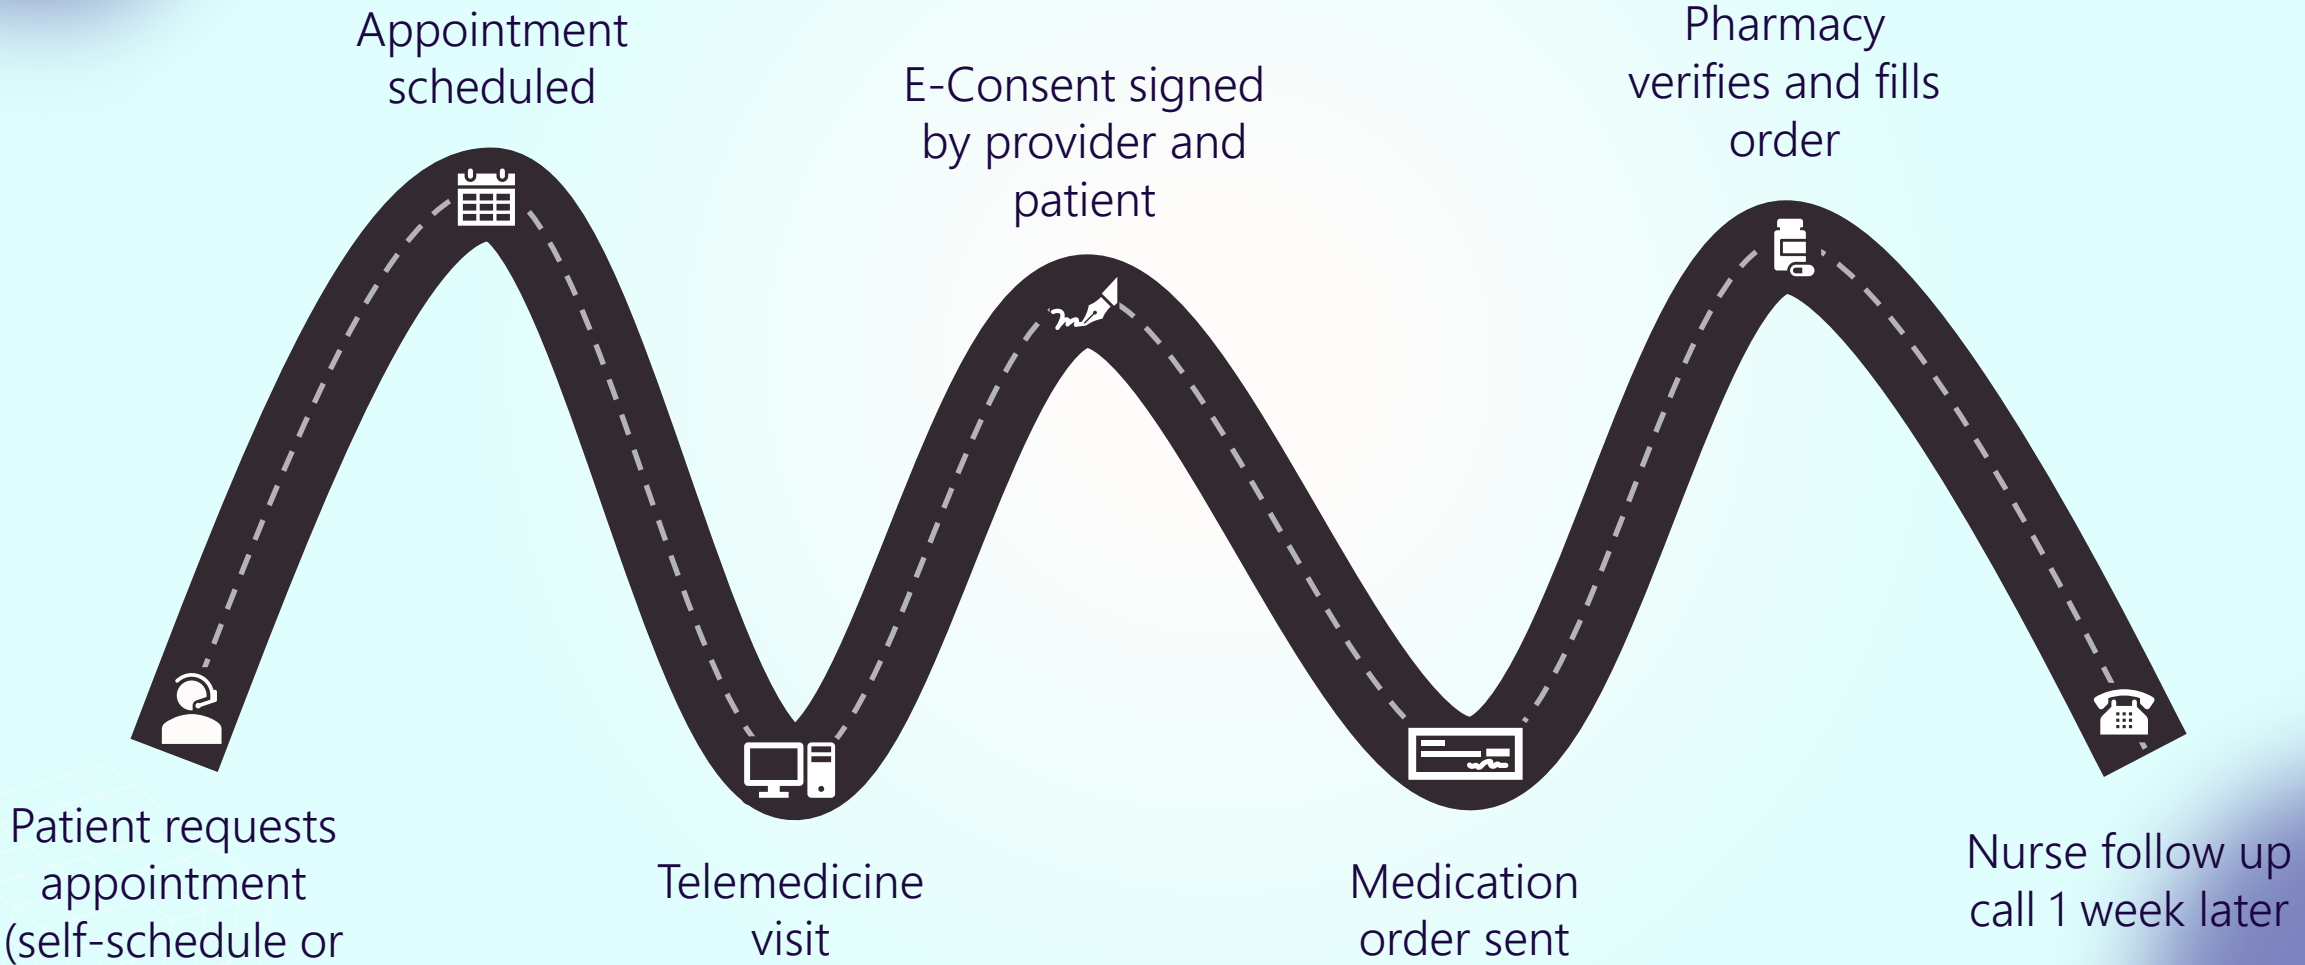 Patient requests
appointment
(self-schedule or
Appointment
scheduled
Telemedicine
visit
E-Consent signed
by provider and
patient
Medication
order sent
Pharmacy
verifies and fills
order
Nurse follow up
call 1 week later